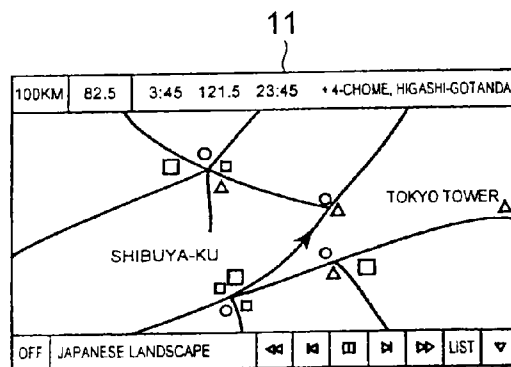 11
100KM 82.5 3:45 121.5 23:45 +4-CHOME, HIGASHI-GOTANDA
TOKYO TOWER
SHIBUYA-KU
OFF JAPANESE LANDSCAPE LIST